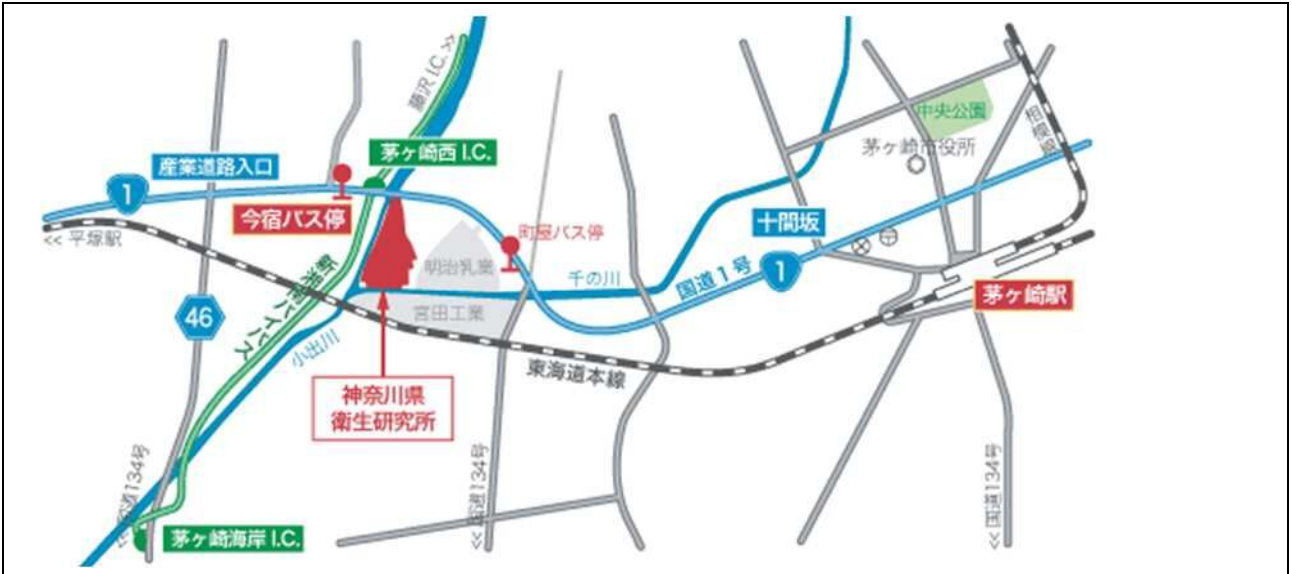 藤沢 I.C. >>
茅ヶ崎西 I.C.
産業道路入口
1
今宿バス停
<< 平塚駅
町屋バス停
明治乳業
新湘南バイパス
千の川
宮田工業
46
小出川
神奈川県
衛生研究所
東海道本線
国道1号
1
十間坂
中央公園
茅ヶ崎市役所
相模線
茅ヶ崎駅
<< 国道134号
<< 国道134号
<< 国道134号
茅ヶ崎海岸 I.C.